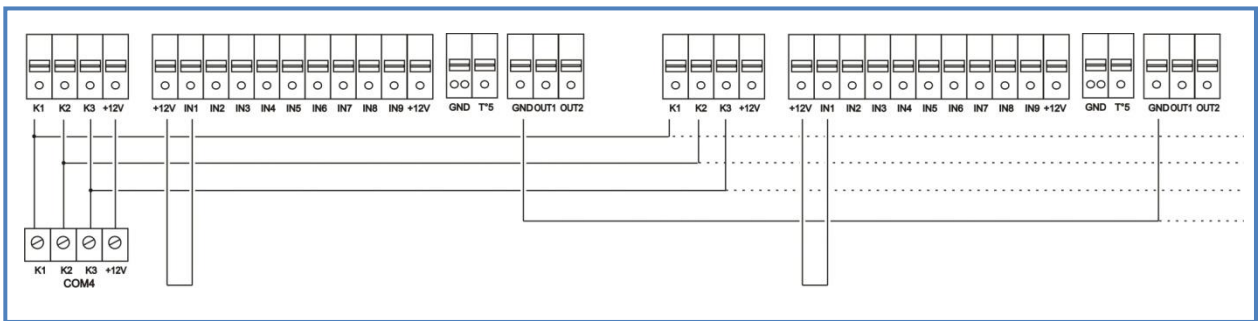 K1 K2 K3 +12V +12V IN1 IN2 IN3 IN4 IN5 IN6 IN7 IN8 IN9 +12V GND T°5 GND OUT1 OUT2 K1 K2 K3 +12V +12V IN1 IN2 IN3 IN4 IN5 IN6 IN7 IN8 IN9 +12V GND T°5 GND OUT1 OUT2
K1 K2 K3 +12V
COM4